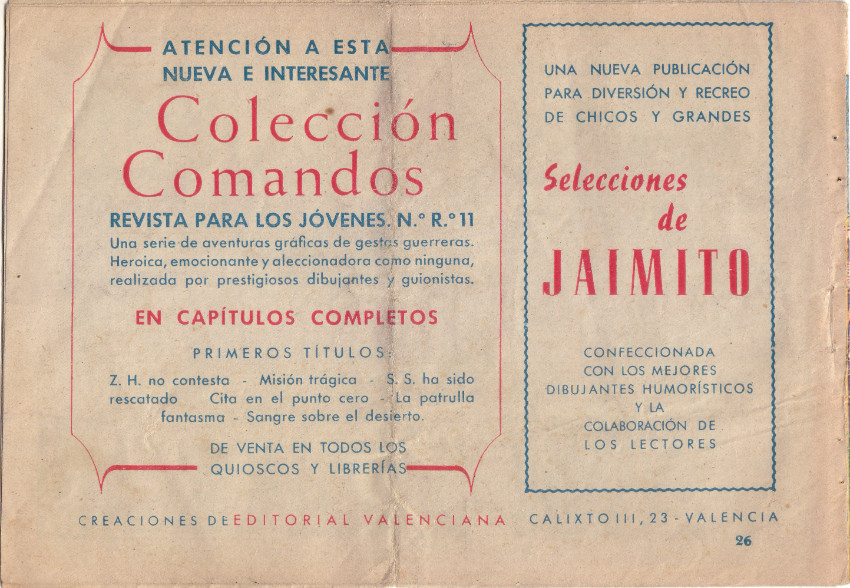 ATENCIÓN A ESTA
NUEVA E INTERESANTE
Colección
Comandos
REVISTA PARA LOS JÓVENES. N.º R.º 11
Una serie de aventuras gráficas de gestas guerreras.
Heroica, emocionante y aleccionadora como ninguna,
realizada por prestigiosos dibujantes y guionistas.
EN CAPÍTULOS COMPLETOS
PRIMEROS TÍTULOS:
Z. H. no contesta - Misión trágica - S. S. ha sido
rescatado Cita en el punto cero - La patrulla
fantasma - Sangre sobre el desierto.
DE VENTA EN TODOS LOS
QUIOSCOS Y LIBRERÍAS
UNA NUEVA PUBLICACIÓN
PARA DIVERSIÓN Y RECREO
DE CHICOS Y GRANDES
Selecciones
de
JAIMITO
CONFECCIONADA
CON LOS MEJORES
DIBUJANTES HUMORÍSTICOS
Y LA
COLABORACIÓN DE
LOS LECTORES
CREACIONES DE EDITORIAL VALENCIANA CALIXTO III, 23 - VALENCIA
26